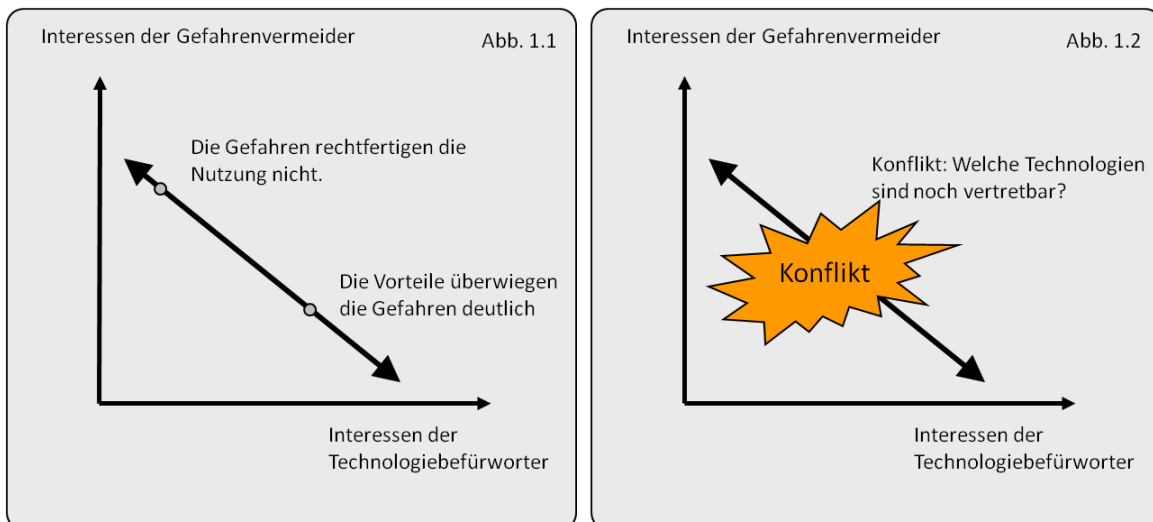 Interessen der Gefahrenvermeider
Abb. 1.1
Die Gefahren rechtfertigen die
Nutzung nicht.
Die Vorteile überwiegen
die Gefahren deutlich
Interessen der
Technologiebefürworter
Interessen der Gefahrenvermeider
Abb. 1.2
Konflikt: Welche Technologien
sind noch vertretbar?
Konflikt
Interessen der
Technologiebefürworter